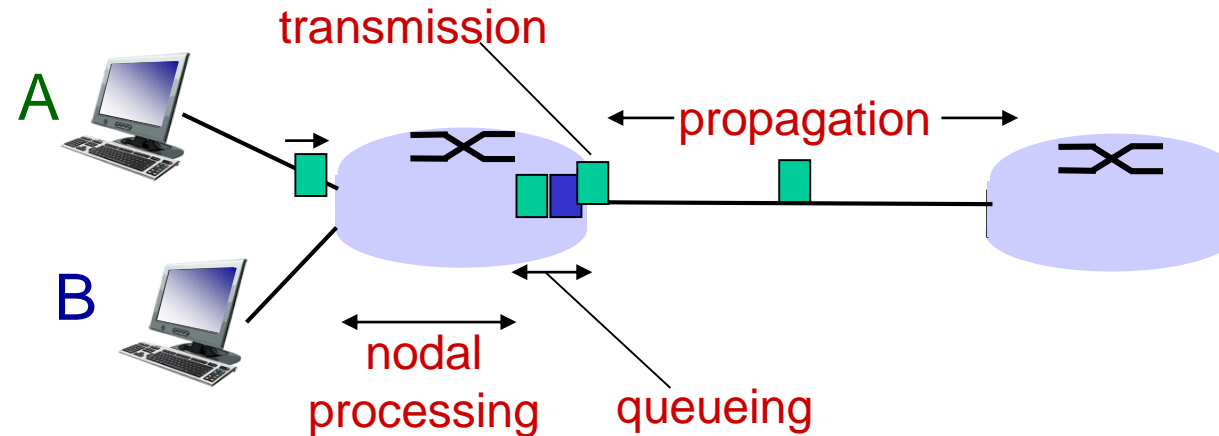 transmission
A
propagation
B
nodal
processing
queueing